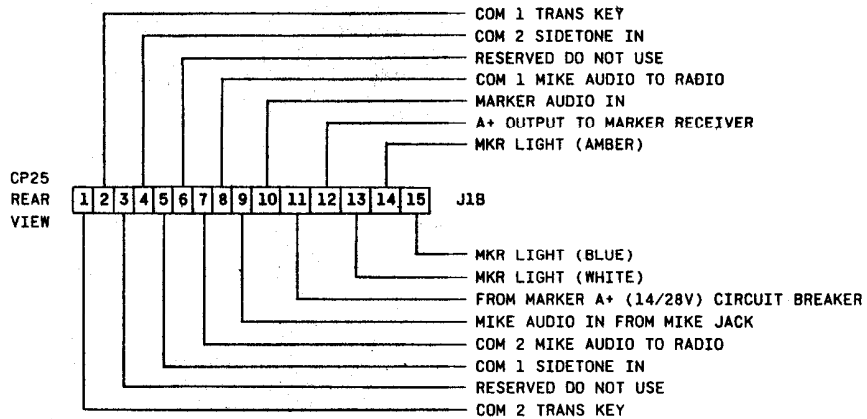 COM 1 TRANS KEY
COM 2 SIDETONE IN
RESERVED DO NOT USE
COM 1 MIKE AUDIO TO RADIO
MARKER AUDIO IN
A+ OUTPUT TO MARKER RECEIVER
MKR LIGHT (AMBER)
CP25
REAR
VIEW
1 2 3 4 5 6 7 8 9 10 11 12 13 14 15 J1B
MKR LIGHT (BLUE)
MKR LIGHT (WHITE)
FROM MARKER A+ (14/28V) CIRCUIT BREAKER
MIKE AUDIO IN FROM MIKE JACK
COM 2 MIKE AUDIO TO RADIO
COM 1 SIDETONE IN
RESERVED DO NOT USE
COM 2 TRANS KEY